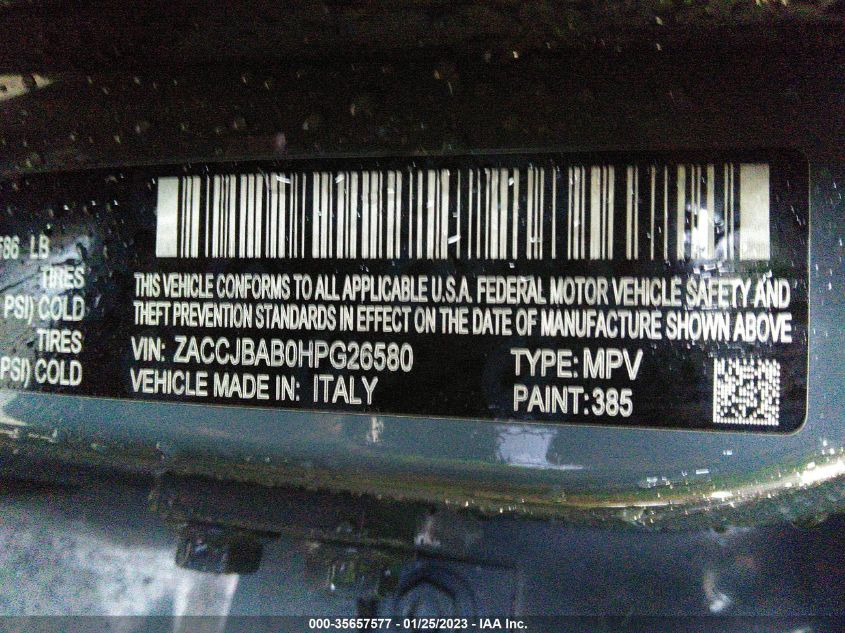 F86 LB
TIRES
PSI) COLD
TIRES
PSI) COLD
THIS VEHICLE CONFORMS TO ALL APPLICABLE U.S.A. FEDERAL MOTOR VEHICLE SAFETY AND
THEFT PREVENTION STANDARDS IN EFFECT ON THE DATE OF MANUFACTURE SHOWN ABOVE
VIN: ZACCJBAB0HPG26580 TYPE: MPV
VEHICLE MADE IN: ITALY PAINT: 385
000-35657577 - 01/25/2023 - IAA Inc.